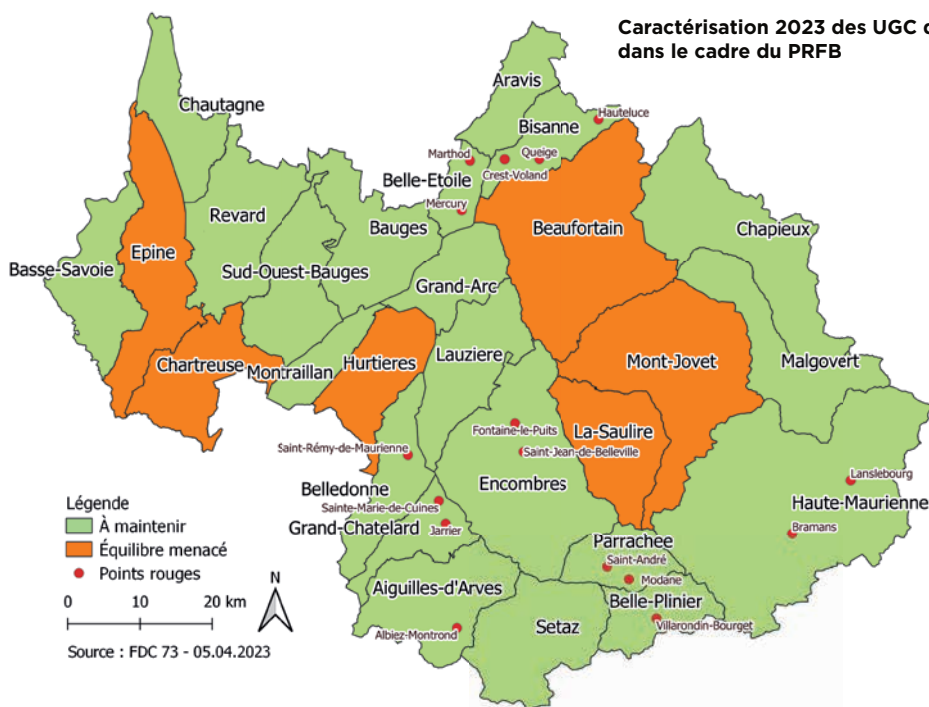 Caractérisation 2023 des UGC
dans le cadre du PRFB
Aravis
Chautagne
Hauteluce
Bisanne
Marthod
Queige
Crest-Voland
Belle-Etoile
Mercury
Revard
Bauges
Beaufortain
Chapieux
Epine
Basse-Savoie
Sud-Ouest-Bauges
Grand-Arc
Chartreuse
Montraillan
Hurtieres
Lauziere
Mont-Jovet
Malgovert
Fontaine-le-Puits
La-Saulire
Saint-Rémy-de-Maurienne
Saint-Jean-de-Belleville
Encombres
Lanslebourg
Belledonne
Haute-Maurienne
Sainte-Marie-de-Cuines
Grand-Chatelard
Jarrier
Bramans
Parrachee
Saint-André
Modane
Aiguilles-d'Arves
Belle-Plinier
Setaz
Villarondin-Bourget
Albiez-Montrond
Légende
À maintenir
Équilibre menacé
Points rouges
N
0 10 20 km
Source : FDC 73 - 05.04.2023